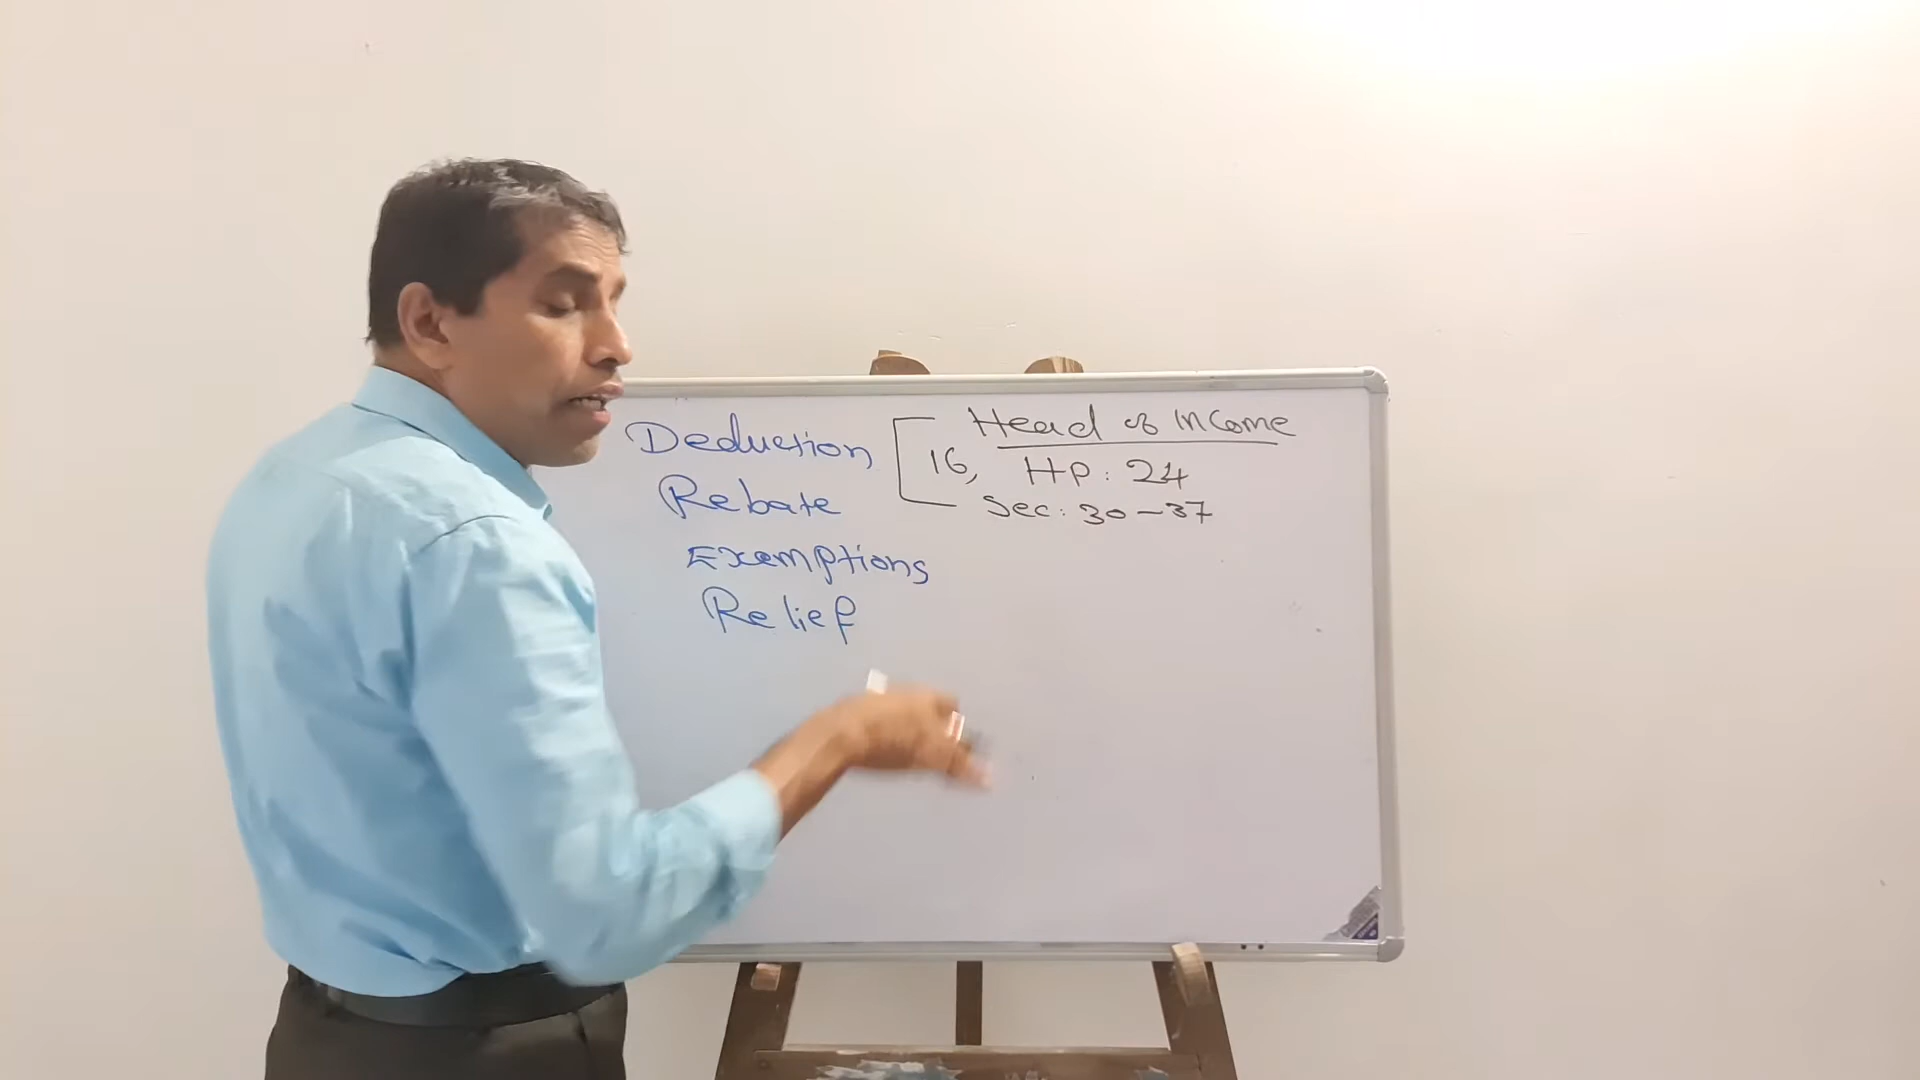 Deduction
Rebate
Exemptions
Relief
Head of Income
16, HP: 24
Sec: 30-37